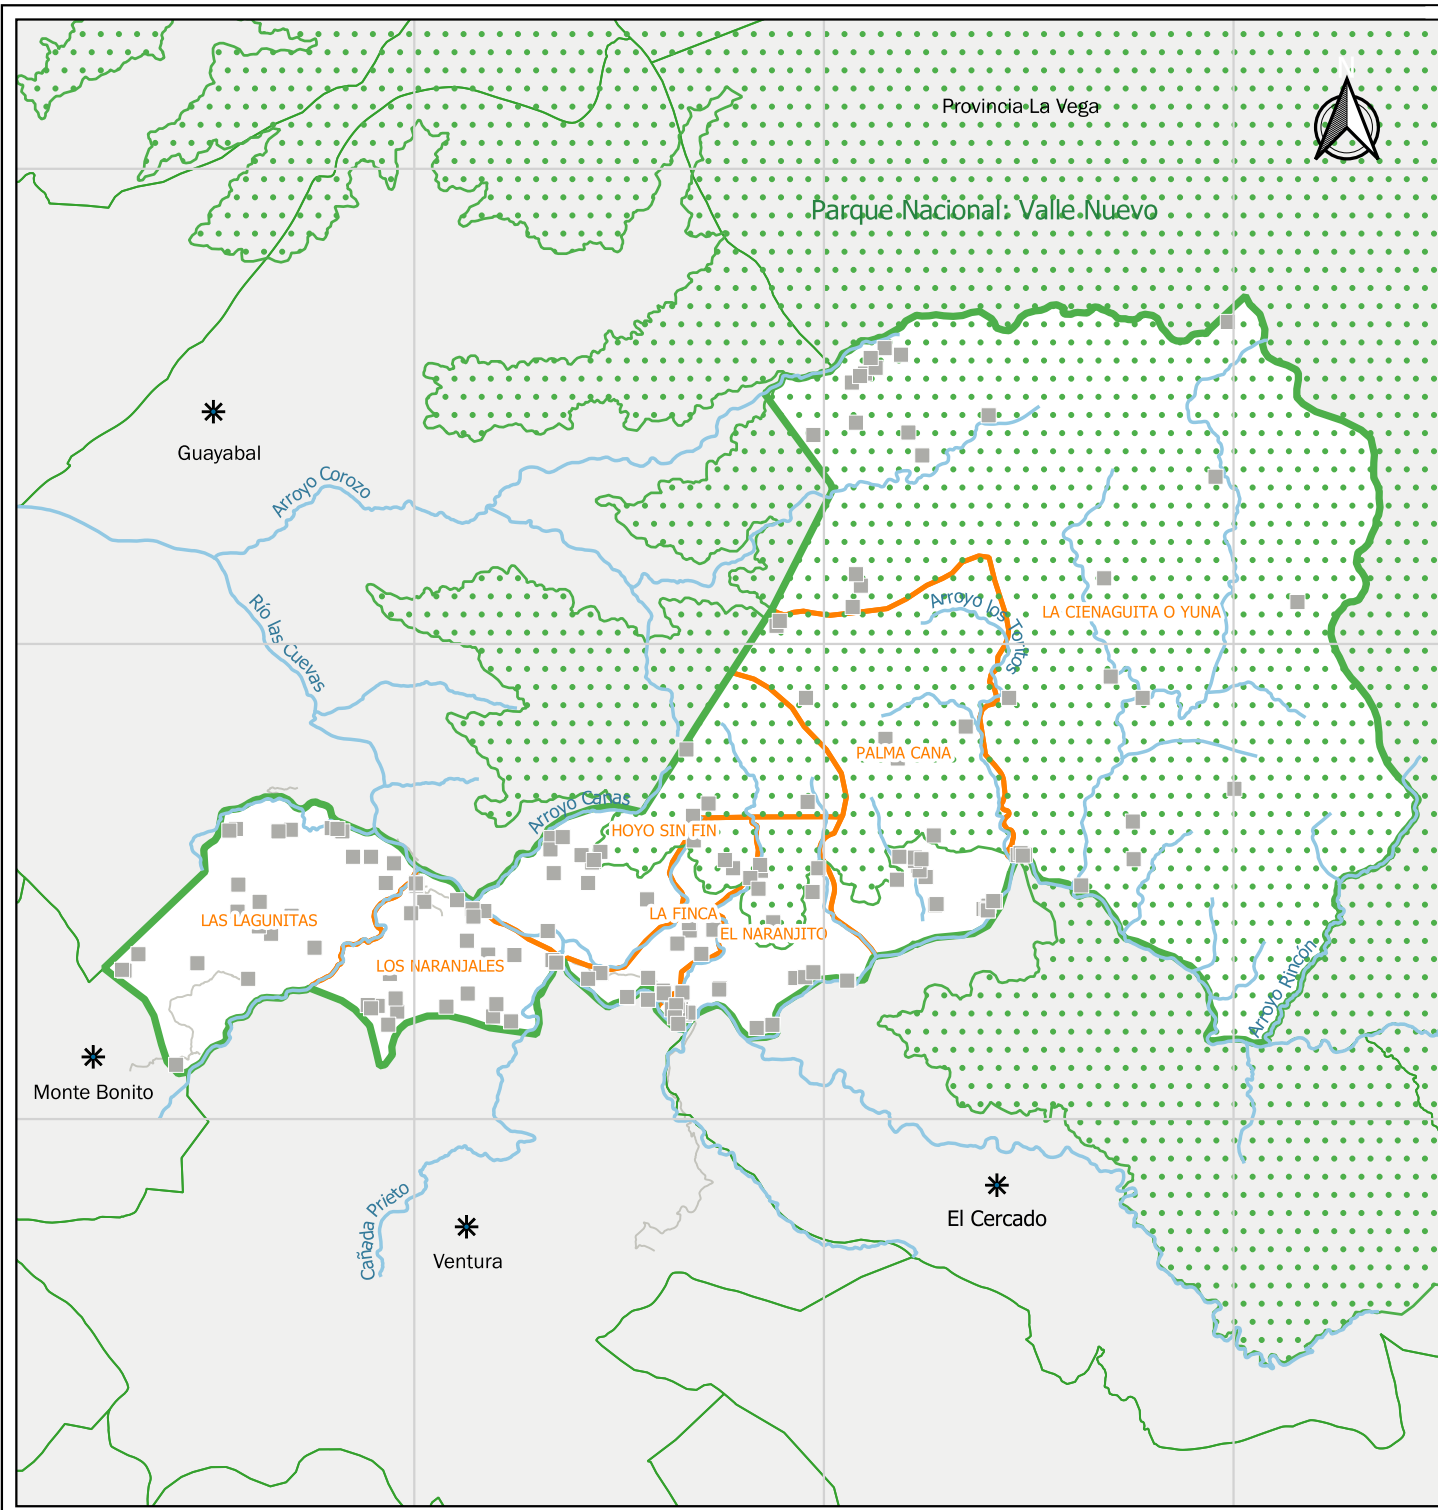 N
Provincia La Vega
Parque Nacional: Valle Nuevo
Guayabal
Arroyo Corozo
Río las Cuevas
Arroyo los Toritos
LA CIENAGUITA O YUNA
PALMA CANA
Arroyo Canas
HOYO SIN FIN
LAS LAGUNITAS
LA FINCA
EL NARANJITO
LOS NARANJALES
Arroyo Rincón
Monte Bonito
Cañada Prieto
El Cercado
Ventura